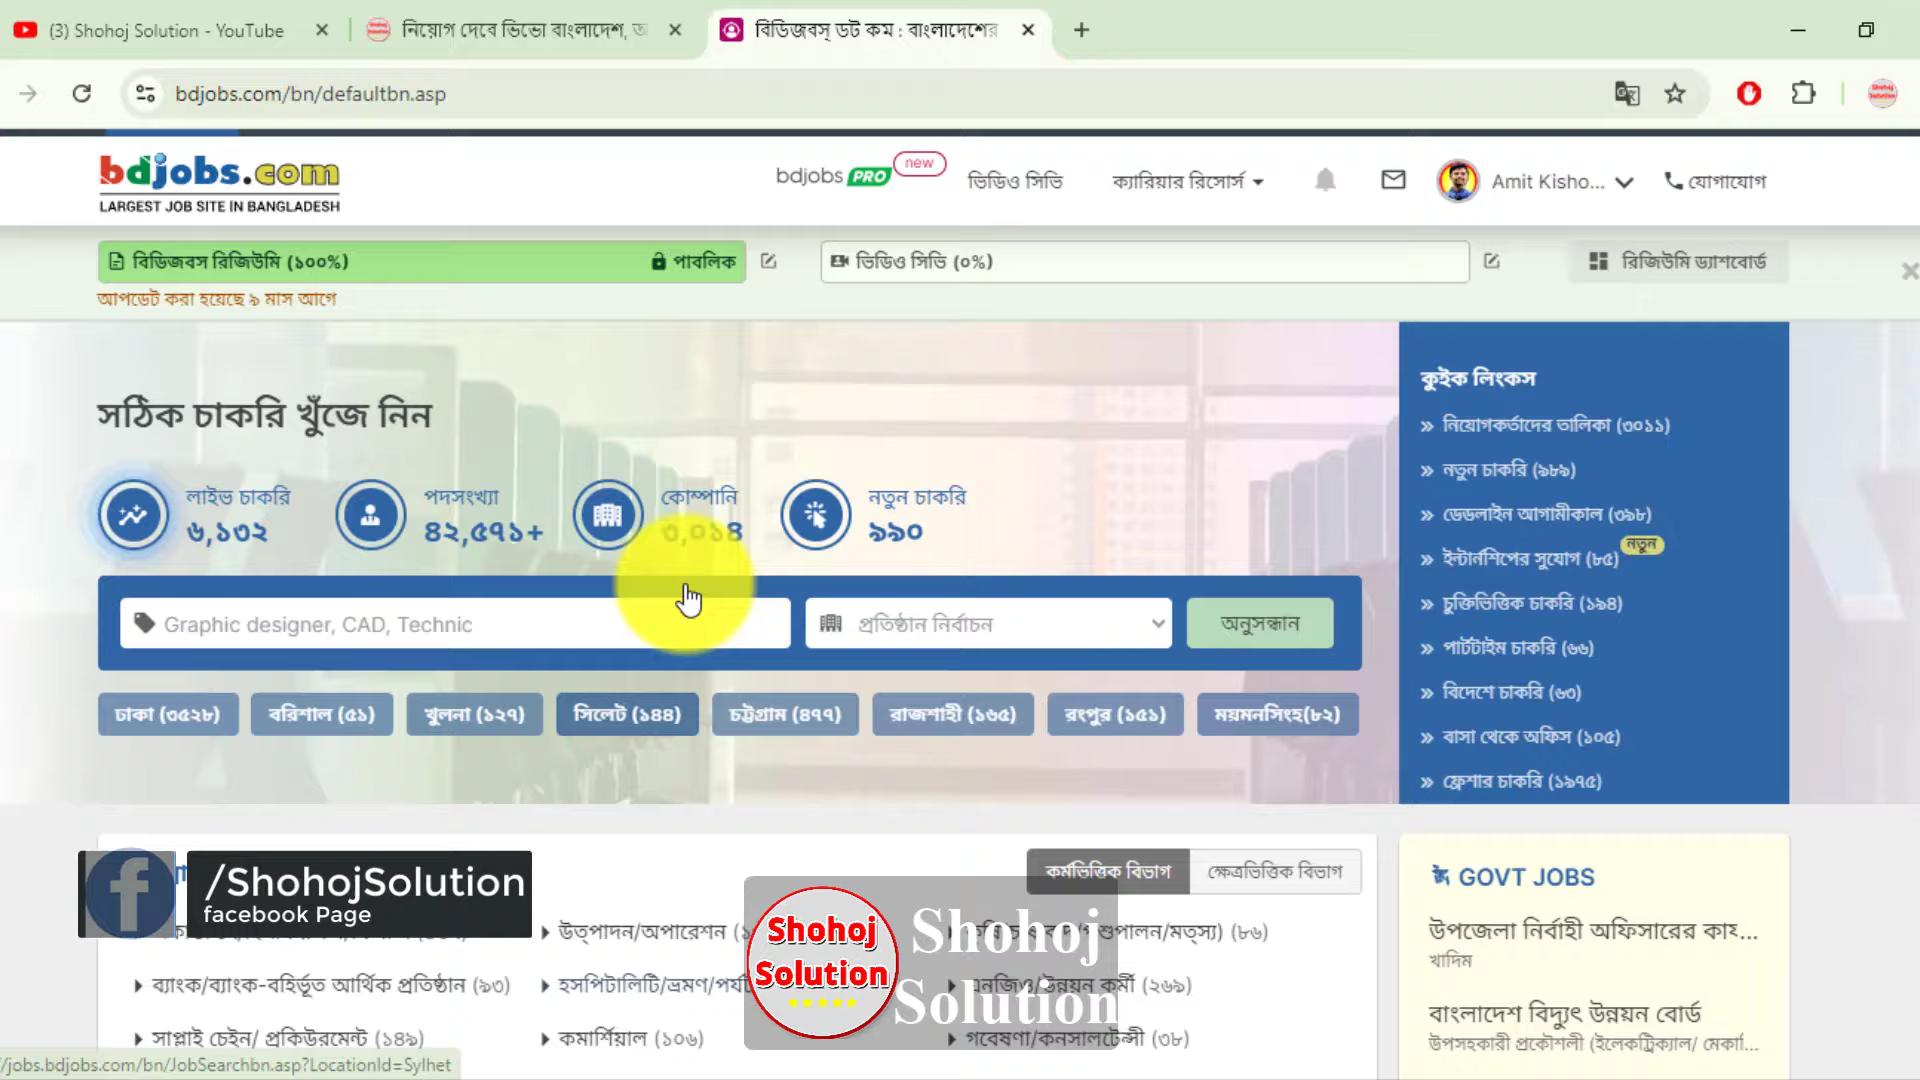 (3) Shohoj Solution - YouTube
নিয়োগ দেবে ভিভো বাংলাদেশ,
বিডিজবস্ ডট কম : বাংলাদেশের
bdjobs.com/bn/defaultbn.asp
bdjobs.com
LARGEST JOB SITE IN BANGLADESH
bdjobs PRO new
ভিডিও সিভি
ক্যারিয়ার রিসোর্স
Amit Kisho...
যোগাযোগ
বিডিজবস রিজিউমি (১০০%)
পাবলিক
ভিডিও সিভি (০%)
রিজিউমি ড্যাশবোর্ড
আপডেট করা হয়েছে ৯ মাস আগে
সঠিক চাকরি খুঁজে নিন
লাইভ চাকরি
৬,১৩২
পদসংখ্যা
৪২,৫৭১+
কোম্পানি
৩,০১৪
নতুন চাকরি
৯৯০
Graphic designer, CAD, Technic
প্রতিষ্ঠান নির্বাচন
অনুসন্ধান
ঢাকা (৩৫২৮)
বরিশাল (৫১)
খুলনা (১২৭)
সিলেট (১৪৪)
চট্টগ্রাম (৪৭৭)
রাজশাহী (১৬৫)
রংপুর (১৫১)
ময়মনসিংহ(৮২)
কুইক লিংকস
নিয়োগকর্তাদের তালিকা (৩০১১)
নতুন চাকরি (৯৮৯)
ডেডলাইন আগামীকাল (৩৯৮)
ইন্টার্নশিপের সুযোগ (৮৫) নতুন
চুক্তিভিত্তিক চাকরি (১৯৪)
পার্টটাইম চাকরি (৬৬)
বিদেশে চাকরি (৬৩)
বাসা থেকে অফিস (১০৫)
ফ্রেশার চাকরি (১৯৭৫)
কর্মভিত্তিক বিভাগ
ক্ষেত্রভিত্তিক বিভাগ
/ShohojSolution
facebook Page
উত্পাদন/অপারেশন
(৮৬)
ব্যাংক/ব্যাংক-বহির্ভূত আর্থিক প্রতিষ্ঠান (৯৩)
হসপিটালিটি/ভ্রমণ/
এনজিও/উন্নয়ন কর্মী (২৬৯)
সাপ্লাই চেইন/ প্রকিউরমেন্ট (১৪৯)
কমার্শিয়াল (১০৬)
গবেষণা/কনসালটেন্সী (৩৮)
Shohoj
Solution
Shohoj
Solution
GOVT JOBS
উপজেলা নির্বাহী অফিসারের কায...
খাদিম
বাংলাদেশ বিদ্যুৎ উন্নয়ন বোর্ড
উপসহকারী প্রকৌশলী (ইলেকট্রিক্যাল/ মেকা...
/jobs.bdjobs.com/bn/JobSearchbn.asp?LocationId=Sylhet